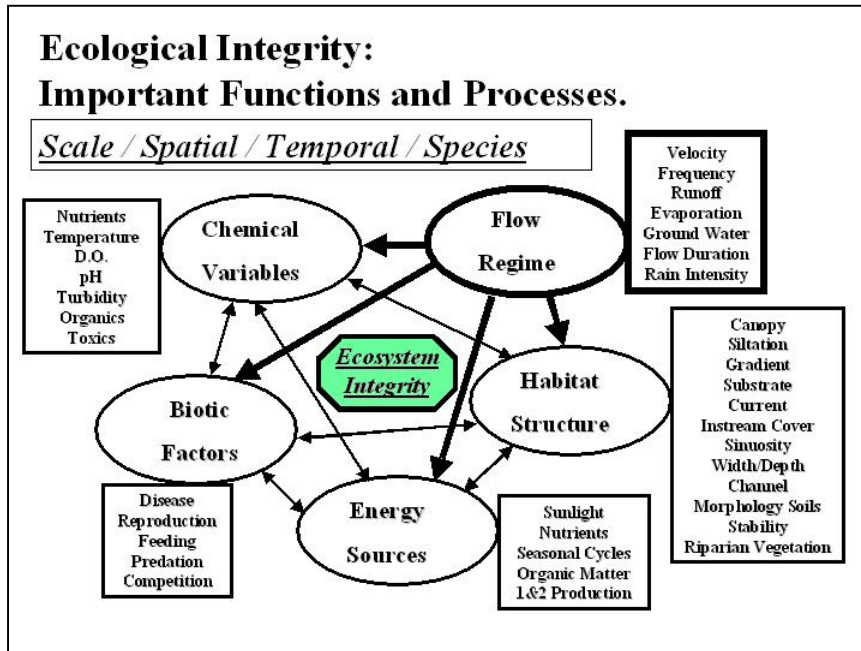 Ecological Integrity:
Important Functions and Processes.
Scale / Spatial / Temporal / Species
Velocity
Frequency
Runoff
Evaporation
Ground Water
Flow Duration
Rain Intensity
Flow
Regime
Chemical
Variables
Nutrients
Temperature
D.O.
pH
Turbidity
Organics
Toxics
Ecosystem
Integrity
Habitat
Structure
Canopy
Siltation
Gradient
Substrate
Current
Instream Cover
Sinuosity
Width/Depth
Channel
Morphology Soils
Stability
Riparian Vegetation
Biotic
Factors
Disease
Reproduction
Feeding
Predation
Competition
Energy
Sources
Sunlight
Nutrients
Seasonal Cycles
Organic Matter
1&2 Production